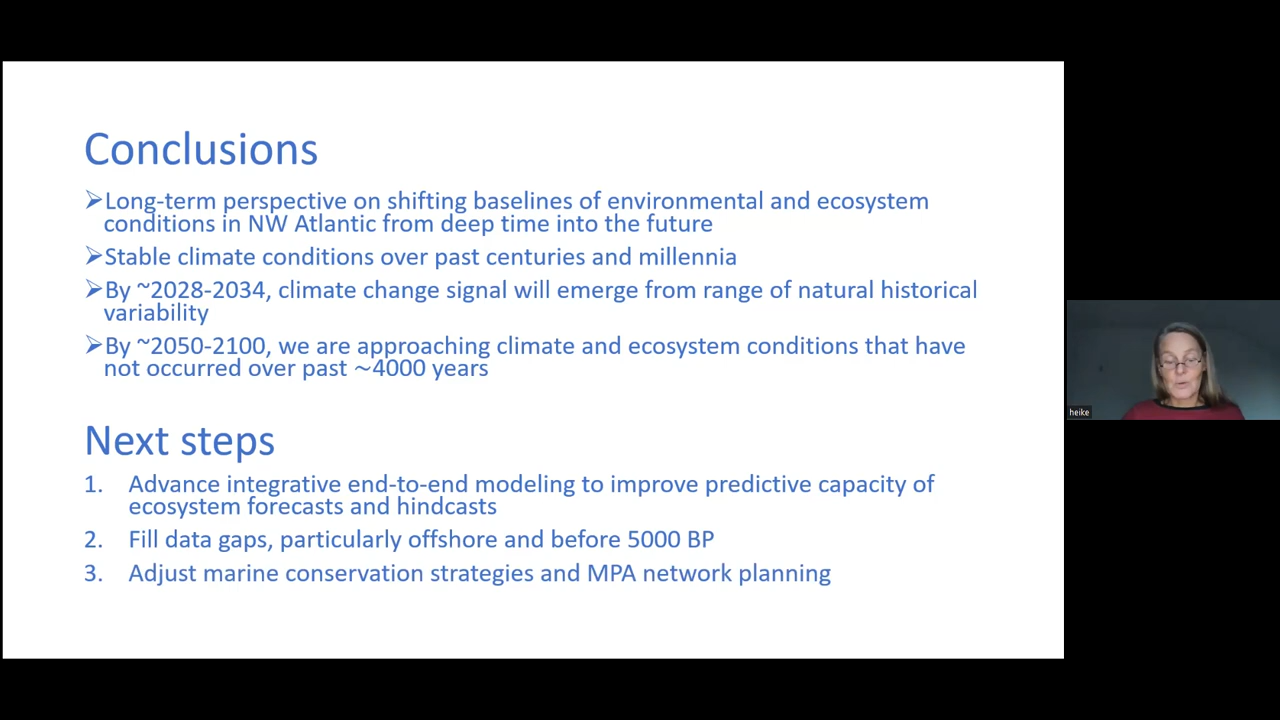 Conclusions
➢Long-term perspective on shifting baselines of environmental and ecosystem
conditions in NW Atlantic from deep time into the future
➢Stable climate conditions over past centuries and millennia
➢By ~2028-2034, climate change signal will emerge from range of natural historical
variability
➢By ~2050-2100, we are approaching climate and ecosystem conditions that have
not occurred over past ~4000 years
Next steps
1. Advance integrative end-to-end modeling to improve predictive capacity of
ecosystem forecasts and hindcasts
2. Fill data gaps, particularly offshore and before 5000 BP
3. Adjust marine conservation strategies and MPA network planning
heike